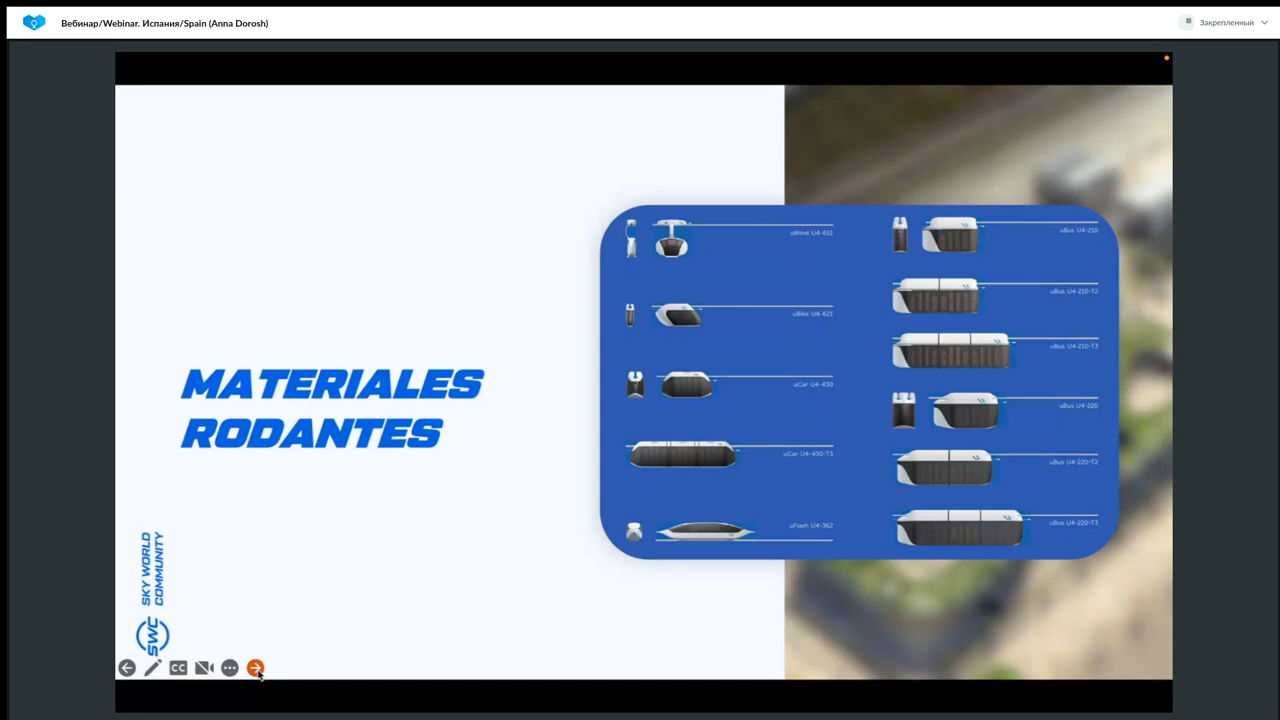 Вебинар/Webinar. Испания/Spain (Anna Dorosh)
Закрепленный
MATERIALES
RODANTES
uWind U4-651
uBike U4-621
uCar U4-430
uCar U4-430-T3
uFlash U4-362
uBus U4-210
uBus U4-210-T2
uBus U4-210-T3
uBus U4-220
uBus U4-220-T2
uBus U4-220-T3
SKY WORLD
COMMUNITY
SWC
CC